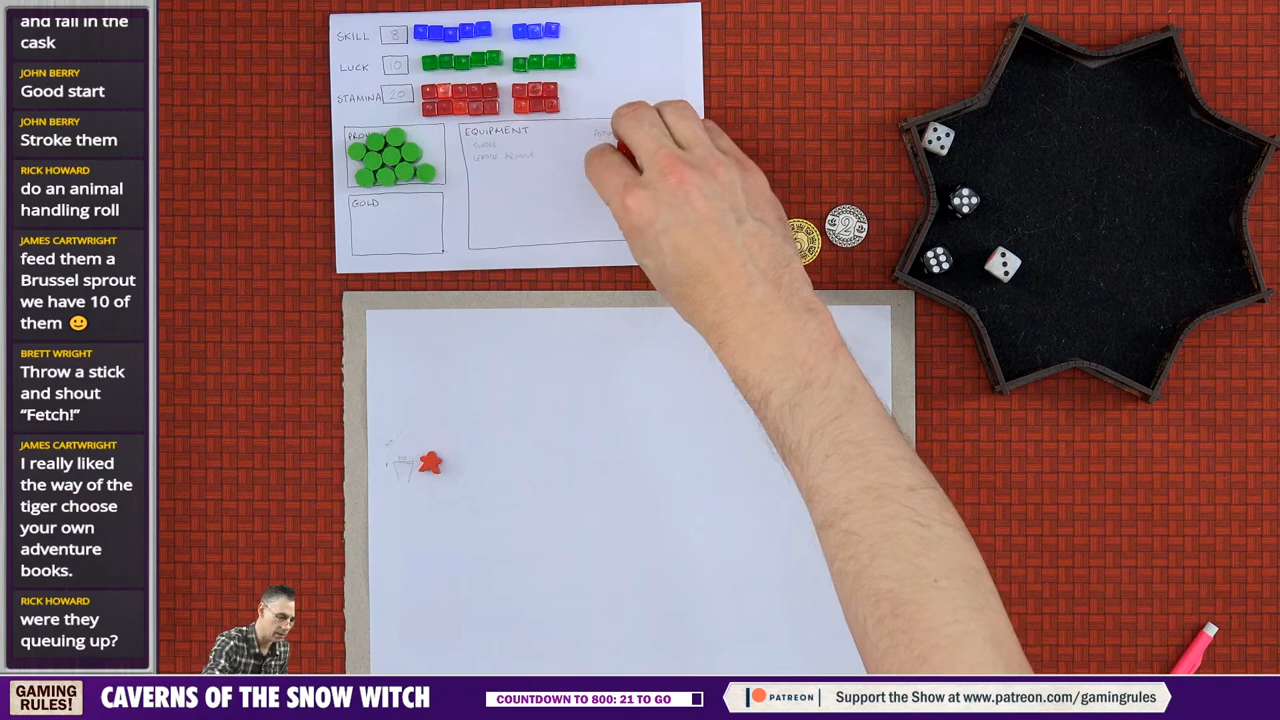 and fall in the
cask
JOHN BERRY
Good start
JOHN BERRY
Stroke them
RICK HOWARD
do an animal
handling roll
JAMES CARTWRIGHT
feed them a
Brussel sprout
we have 10 of
them 🙂
BRETT WRIGHT
Throw a stick
and shout
“Fetch!”
JAMES CARTWRIGHT
I really liked
the way of the
tiger choose
your own
adventure
books.
RICK HOWARD
were they
queuing up?
SKILL 8
LUCK 10
STAMINA 20
EQUIPMENT
SWORD
LEATHER ARMOUR
GOLD
2
GAMING
RULES!
CAVERNS OF THE SNOW WITCH
COUNTDOWN TO 800: 21 TO GO
PATREON
Support the Show at www.patreon.com/gamingrules